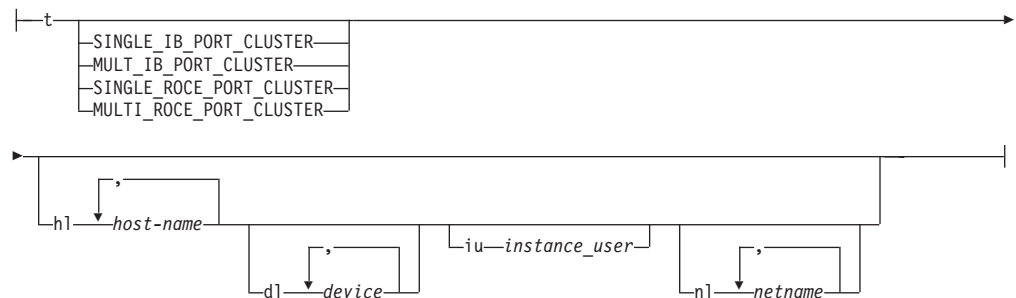 t
SINGLE_IB_PORT_CLUSTER
MULT_IB_PORT_CLUSTER
SINGLE_ROCE_PORT_CLUSTER
MULTI_ROCE_PORT_CLUSTER
,
hl host-name
iu instance_user
, ,
dl device nl netname